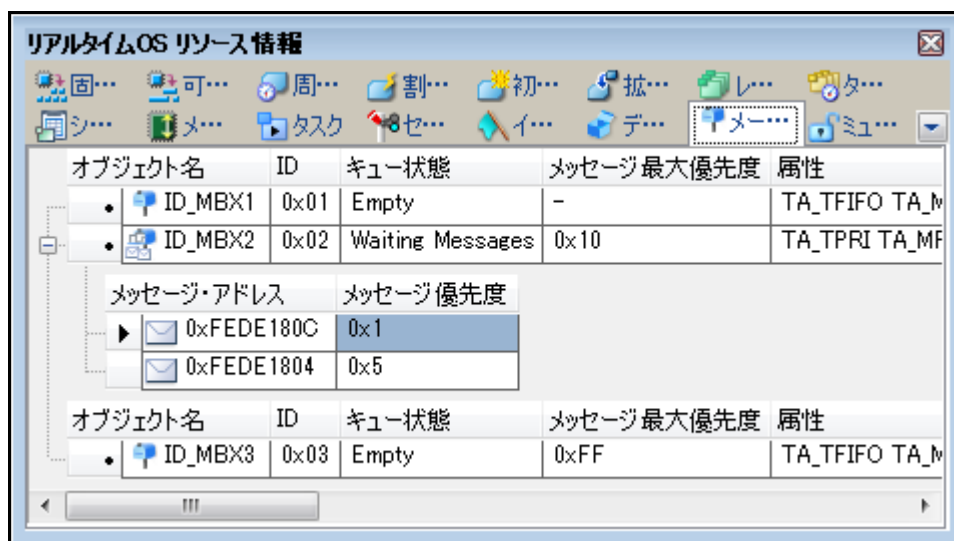 リアルタイムOS リソース情報
固… 可… 周… 割… 初… 拡… レ… タ…
シ… メ… タスク セ… イ… デ… メー… ミュ…
オブジェクト名 ID キュー状態 メッセージ最大優先度 属性
ID_MBX1 0x01 Empty - TA_TFIFO TA_M
ID_MBX2 0x02 Waiting Messages 0x10 TA_TPRI TA_MF
メッセージ・アドレス メッセージ優先度
0xFEDE180C 0x1
0xFEDE1804 0x5
オブジェクト名 ID キュー状態 メッセージ最大優先度 属性
ID_MBX3 0x03 Empty 0xFF TA_TFIFO TA_M